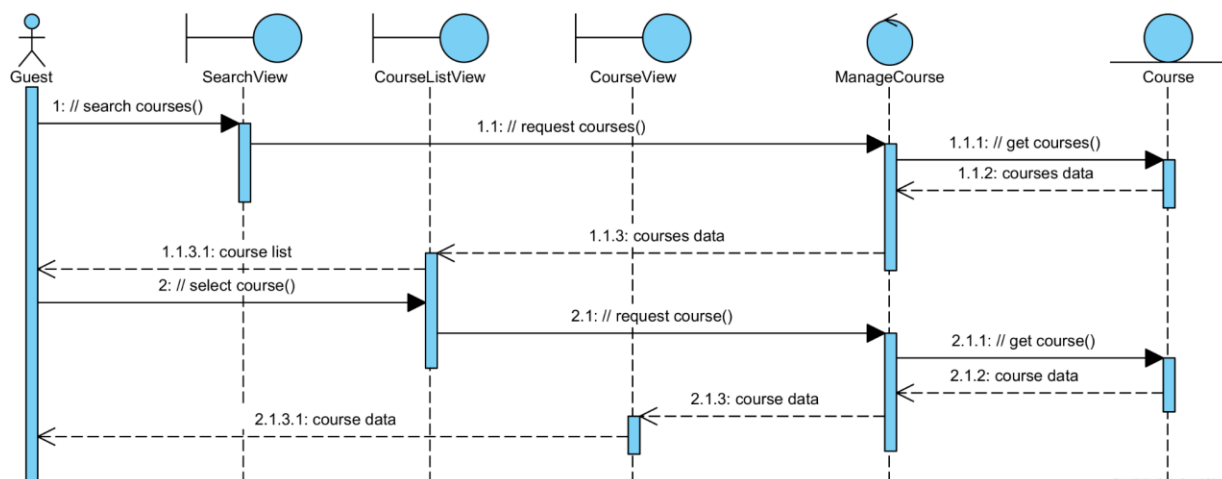 Guest
SearchView
CourseListView
CourseView
ManageCourse
Course
1: // search courses()
1.1: // request courses()
1.1.1: // get courses()
1.1.2: courses data
1.1.3: courses data
1.1.3.1: course list
2: // select course()
2.1: // request course()
2.1.1: // get course()
2.1.2: course data
2.1.3: course data
2.1.3.1: course data